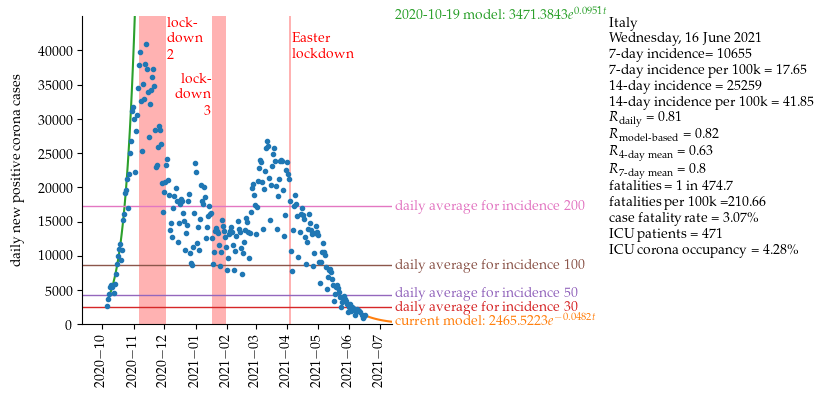 2020-10-19 model: 3471.3843e^0.0951t
lock-
down
2
Easter
lockdown
lock-
down
3
daily new positive corona cases
40000
35000
30000
25000
20000
15000
10000
5000
0
daily average for incidence 200
daily average for incidence 100
daily average for incidence 50
daily average for incidence 30
current model: 2465.5223e^−0.0482t
2020−10
2020−11
2020−12
2021−01
2021−02
2021−03
2021−04
2021−05
2021−06
2021−07
Italy
Wednesday, 16 June 2021
7-day incidence= 10655
7-day incidence per 100k = 17.65
14-day incidence = 25259
14-day incidence per 100k = 41.85
R_daily = 0.81
R_model-based = 0.82
R_4-day mean = 0.63
R_7-day mean = 0.8
fatalities = 1 in 474.7
fatalities per 100k =210.66
case fatality rate = 3.07%
ICU patients = 471
ICU corona occupancy = 4.28%